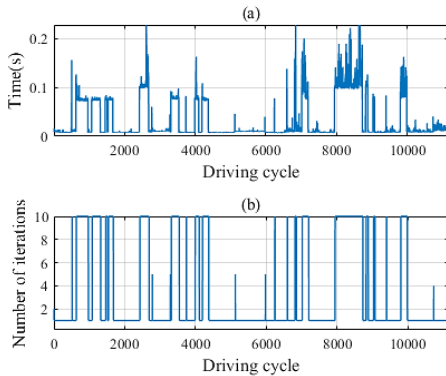 (a)
0.2
0.1
0
Time(s)
2000 4000 6000 8000 10000
Driving cycle
(b)
10
8
6
4
2
Number of iterations
0 2000 4000 6000 8000 10000
Driving cycle